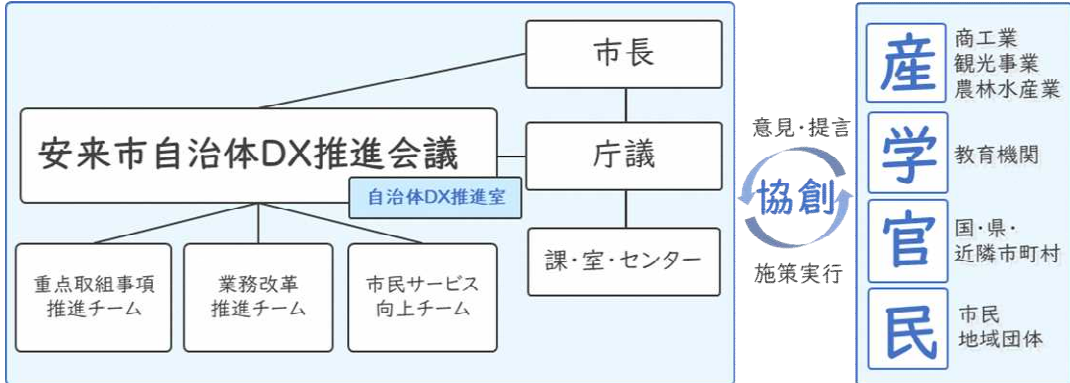 市長
安来市自治体DX推進会議
庁議
自治体DX推進室
重点取組事項
推進チーム
業務改革
推進チーム
市民サービス
向上チーム
課・室・センター
意見・提言
協創
施策実行
産
商工業
観光事業
農林水産業
学
教育機関
官
国・県・
近隣市町村
民
市民
地域団体